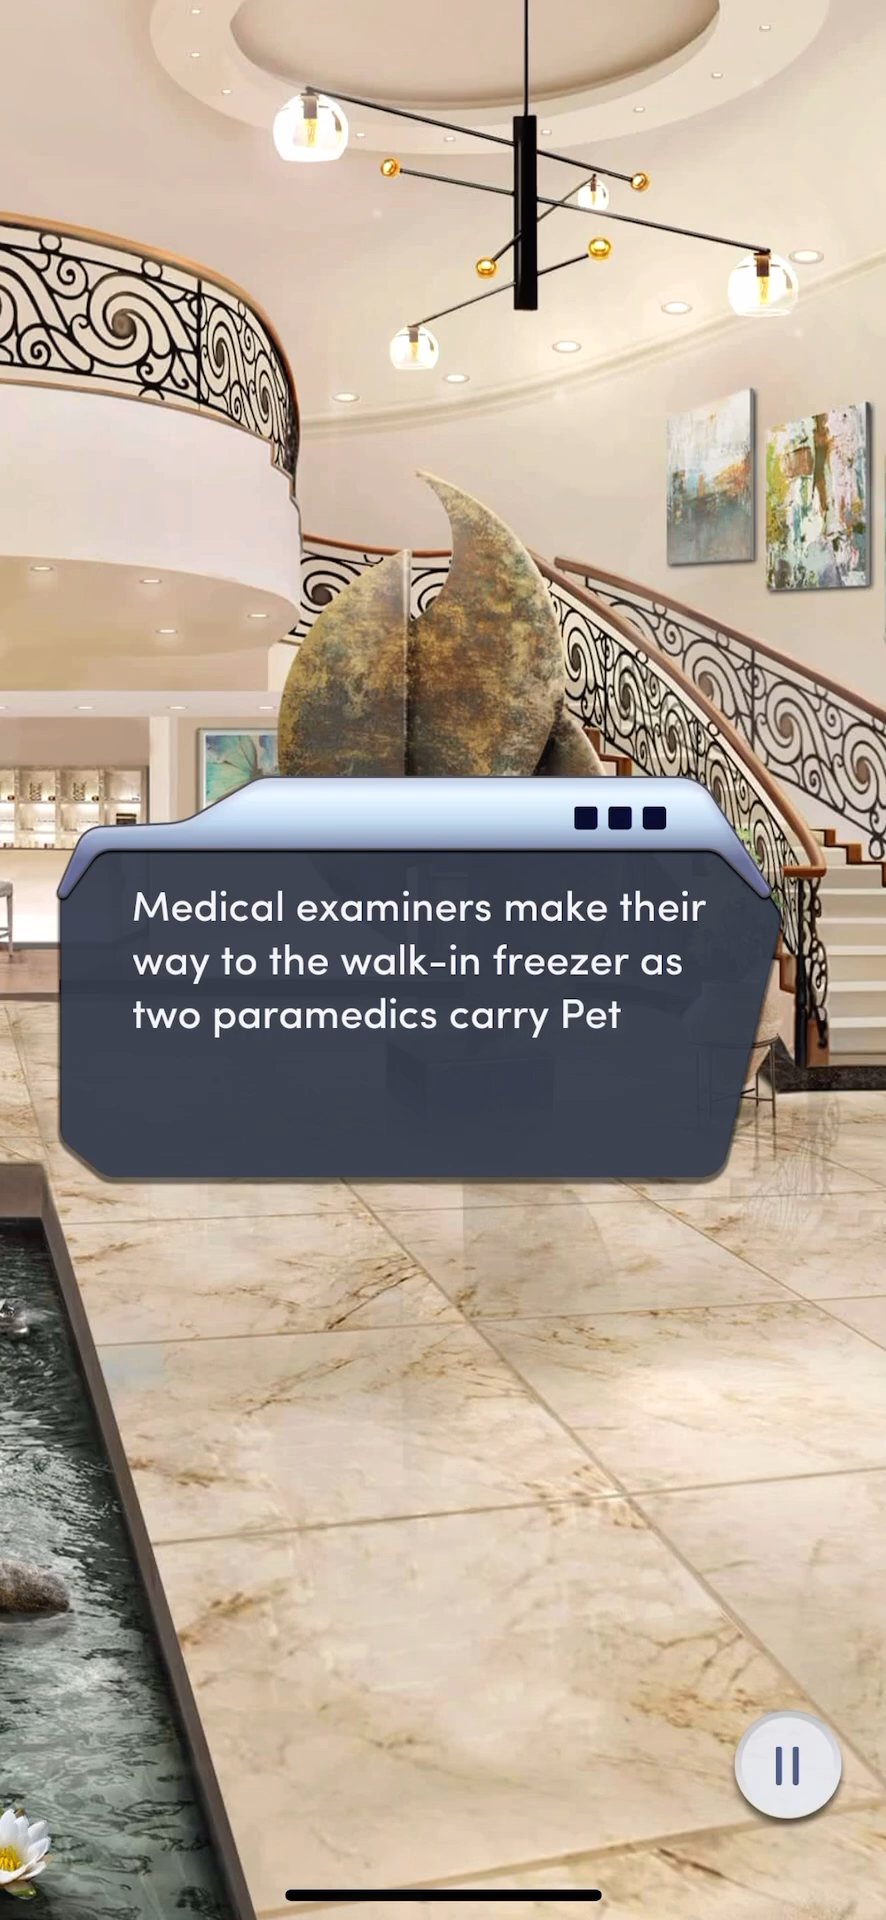 Medical examiners make their
way to the walk-in freezer as
two paramedics carry Pet